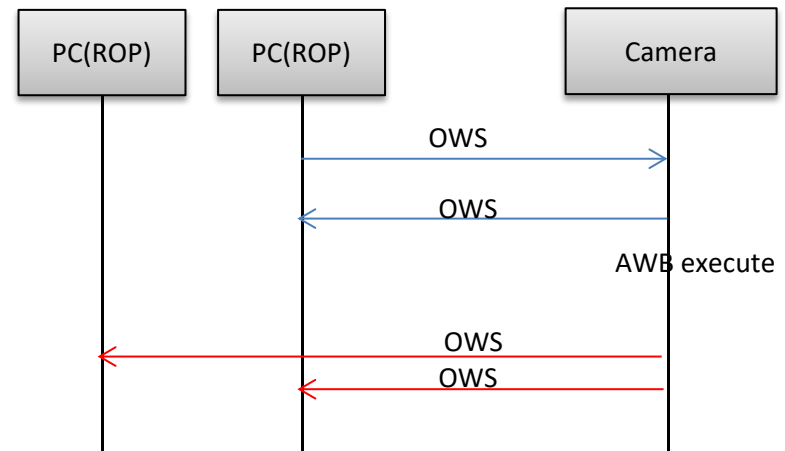 PC(ROP)
PC(ROP)
Camera
OWS
OWS
AWB execute
OWS
OWS